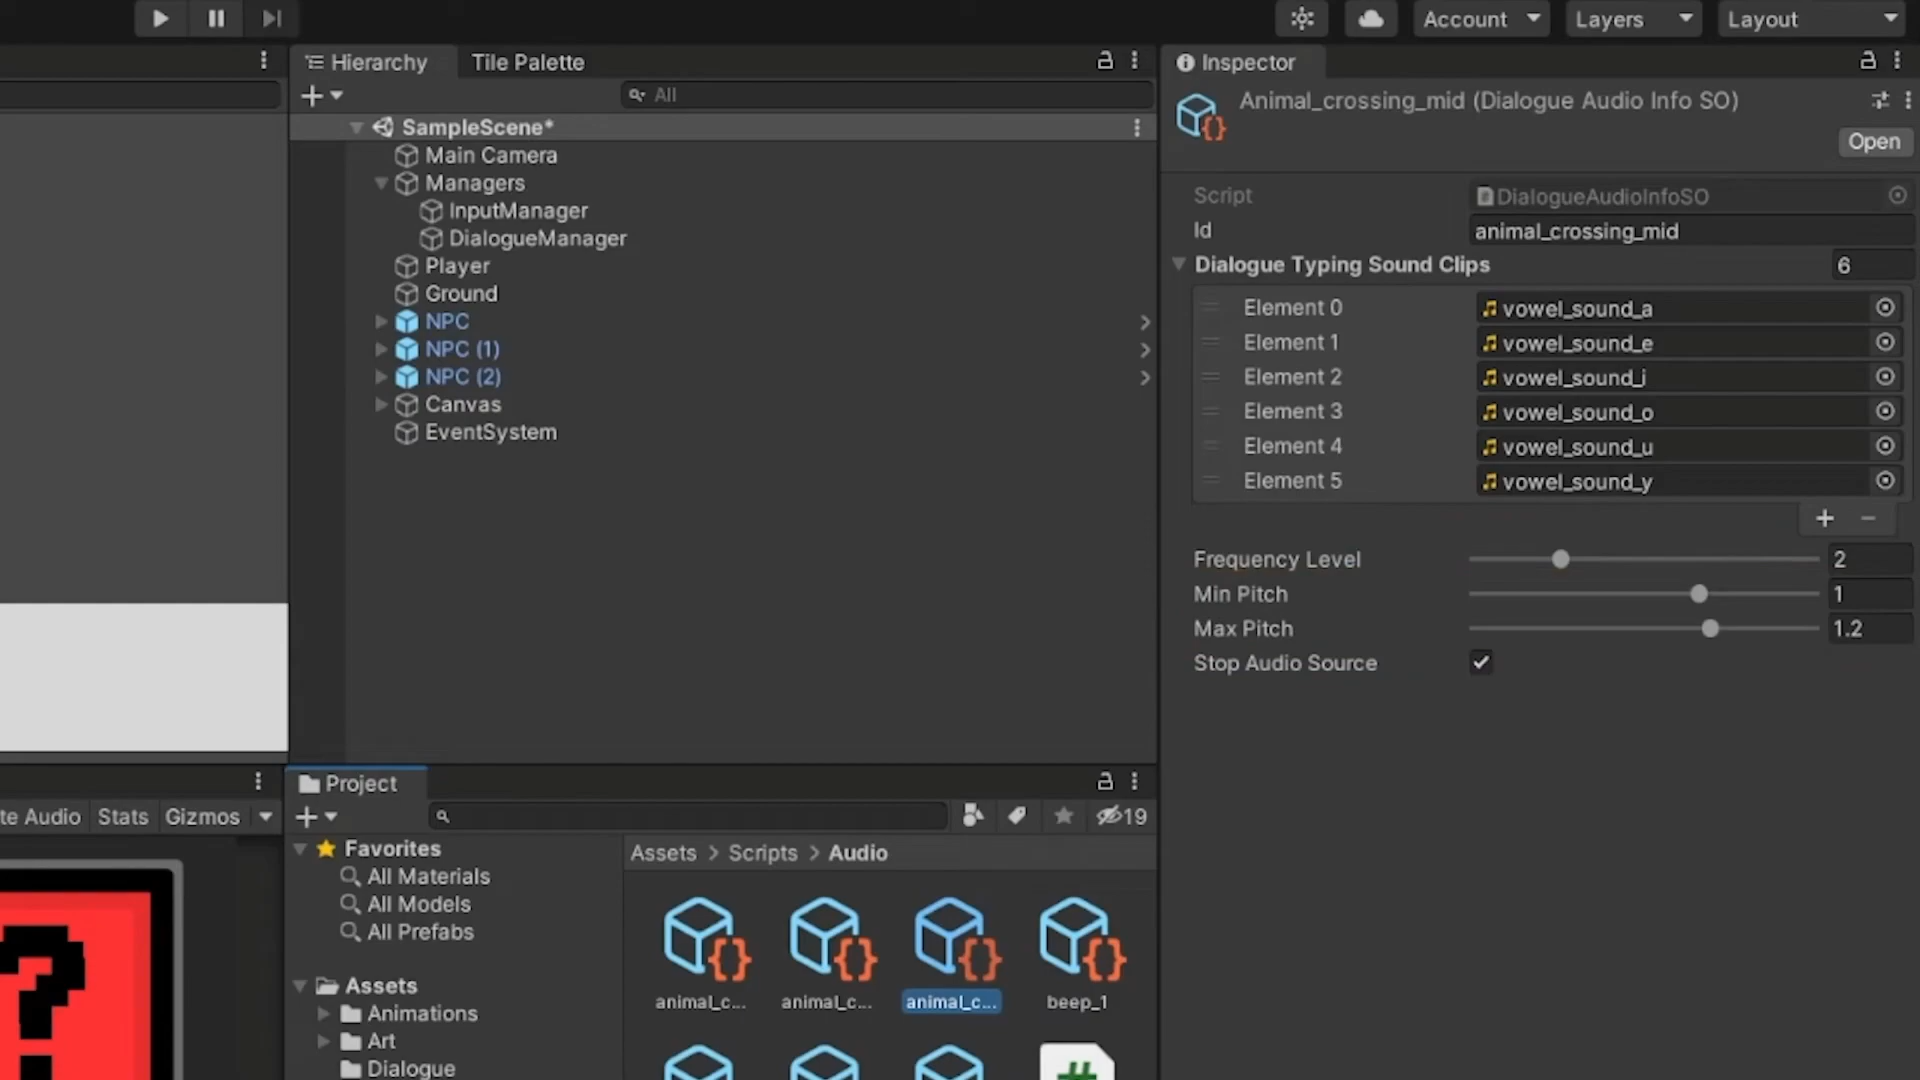 Account
Layers
Layout
Hierarchy
Tile Palette
All
SampleScene*
Main Camera
Managers
InputManager
DialogueManager
Player
Ground
NPC
NPC (1)
NPC (2)
Canvas
EventSystem
Inspector
Animal_crossing_mid (Dialogue Audio Info SO)
Open
Script DialogueAudioInfoSO
Id animal_crossing_mid
Dialogue Typing Sound Clips 6
Element 0 vowel_sound_a
Element 1 vowel_sound_e
Element 2 vowel_sound_i
Element 3 vowel_sound_o
Element 4 vowel_sound_u
Element 5 vowel_sound_y
Frequency Level 2
Min Pitch 1
Max Pitch 1.2
Stop Audio Source
te Audio Stats Gizmos
?
Project
19
Favorites
All Materials
All Models
All Prefabs
Assets
Animations
Art
Dialogue
Assets > Scripts > Audio
animal_c...
animal_c...
animal_c...
beep_1